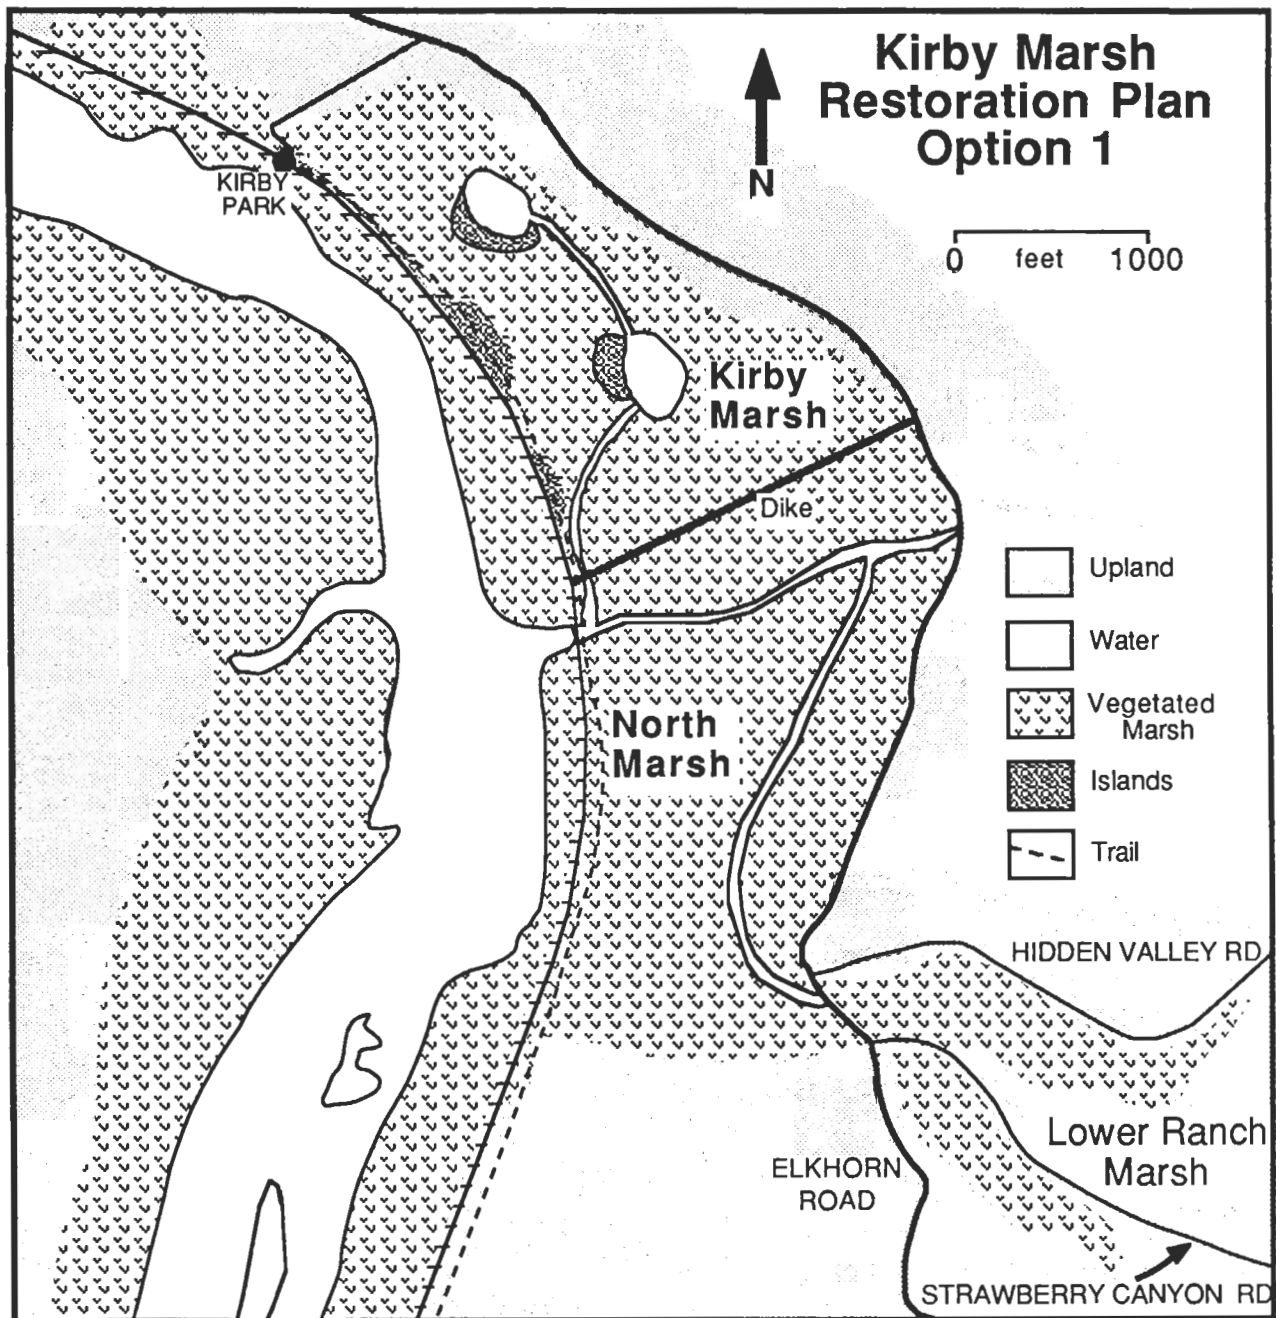 Kirby Marsh
Restoration Plan
Option 1
N
0 feet 1000
KIRBY
PARK
Kirby
Marsh
Dike
Upland
Water
Vegetated
Marsh
Islands
Trail
North
Marsh
HIDDEN VALLEY RD
Lower Ranch
Marsh
ELKHORN
ROAD
STRAWBERRY CANYON RD